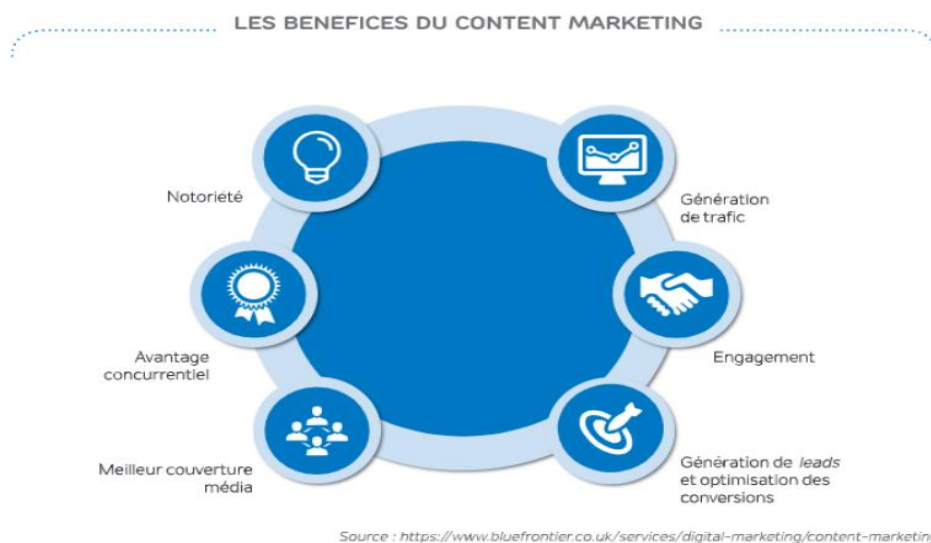 LES BENEFICES DU CONTENT MARKETING
Notoriété
Génération
de trafic
Avantage
concurrentiel
Engagement
Meilleur couverture
média
Génération de leads
et optimisation des
conversions
Source : https://www.bluefrontier.co.uk/services/digital-marketing/content-marketin